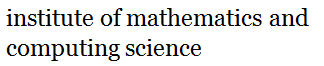 institute of mathematics and
computing science